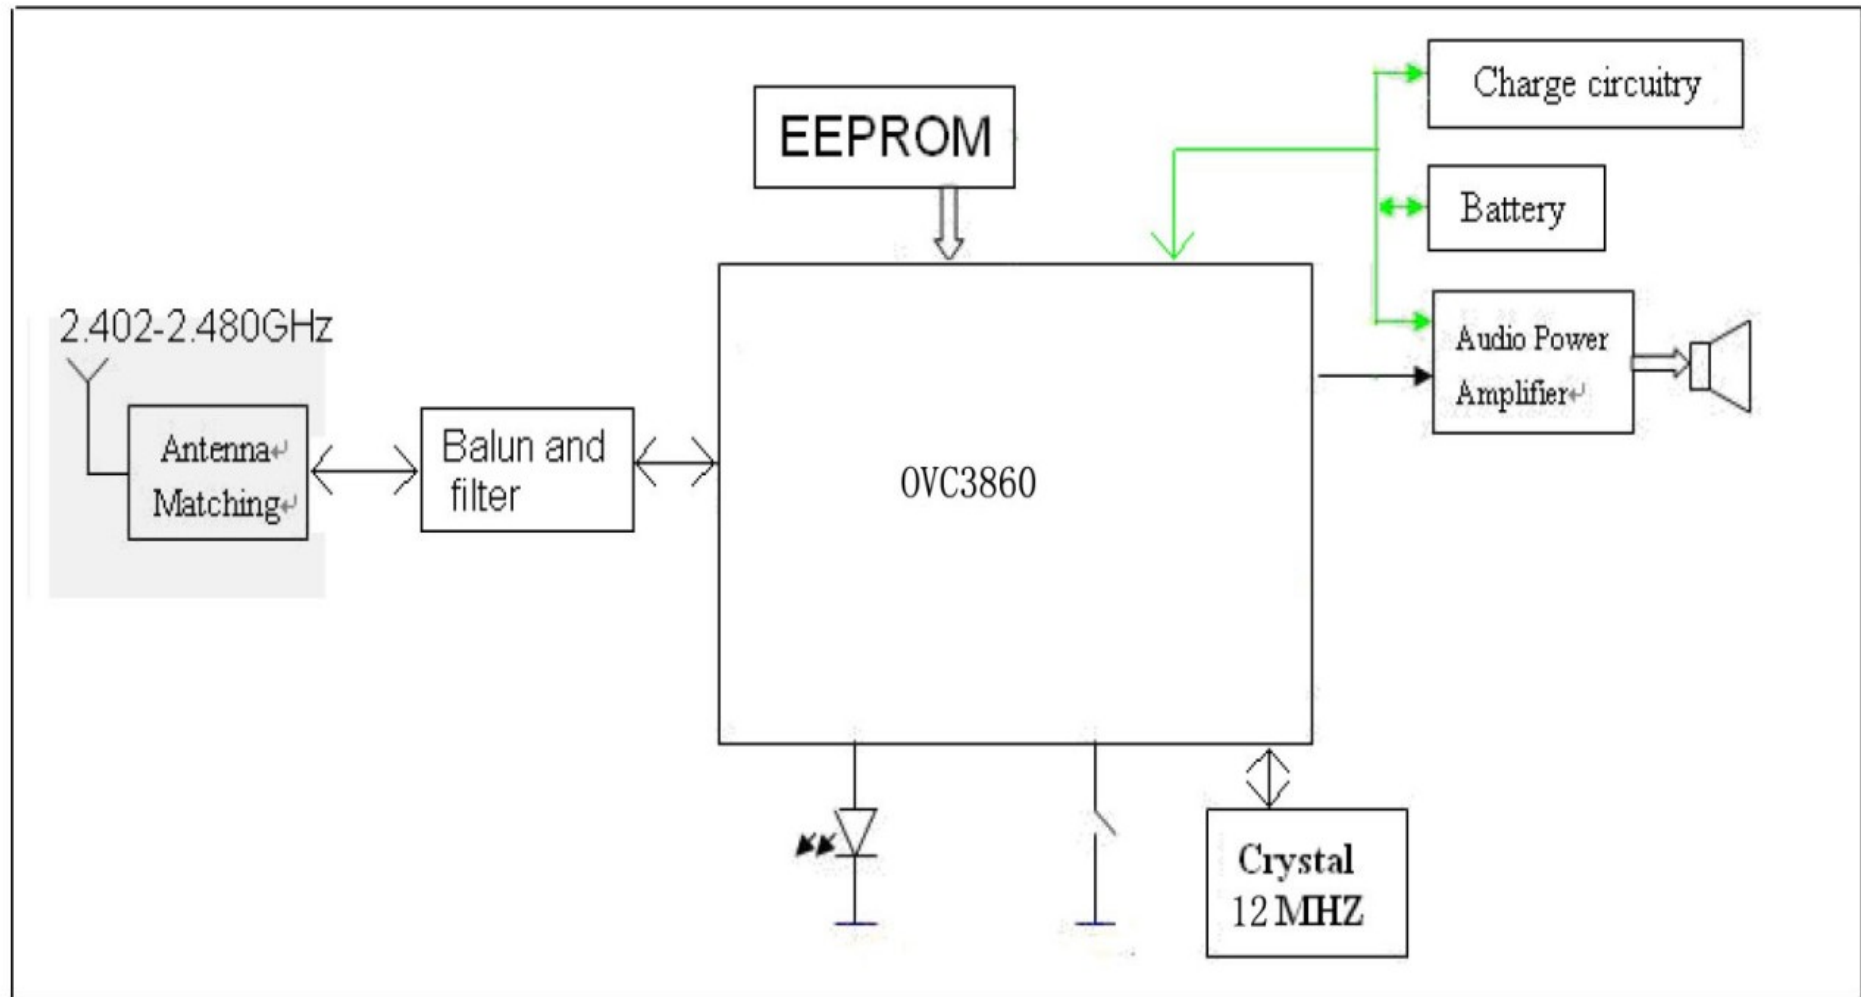 EEPROM
Charge circuitry
Battery
2.402-2.480GHz
Audio Power
Amplifier↵
Antenna↵
Matching↵
Balun and
filter
OVC3860
Crystal
12 MHZ